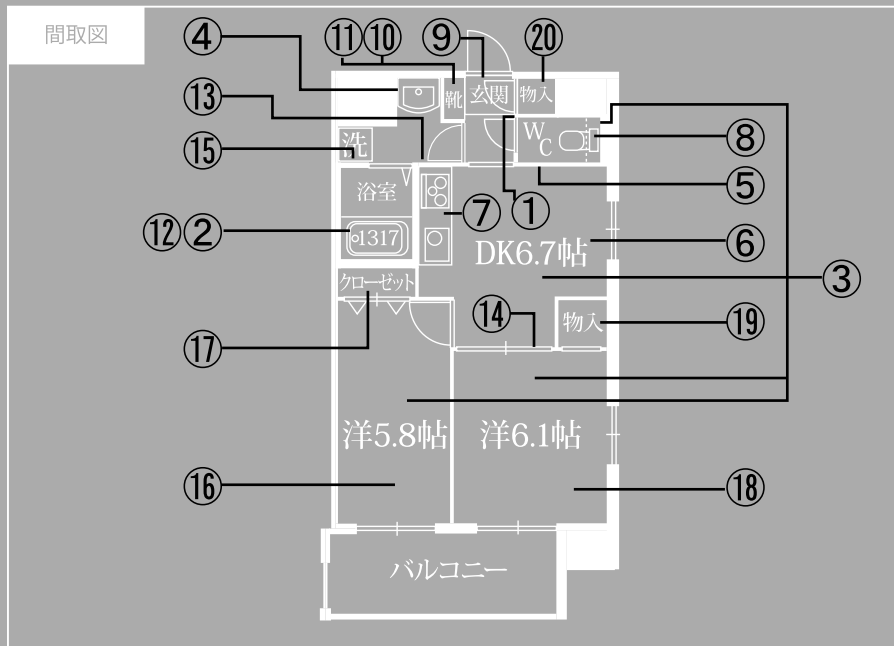 間取図
④
⑪⑩
⑨
⑳
⑬
靴
玄関
物入
⑮
洗
WC
⑧
⑤
浴室
⑦
①
⑫②
1317
DK6.7帖
⑥
③
クローゼット
⑭
物入
⑲
⑰
洋5.8帖
洋6.1帖
⑯
⑱
バルコニー